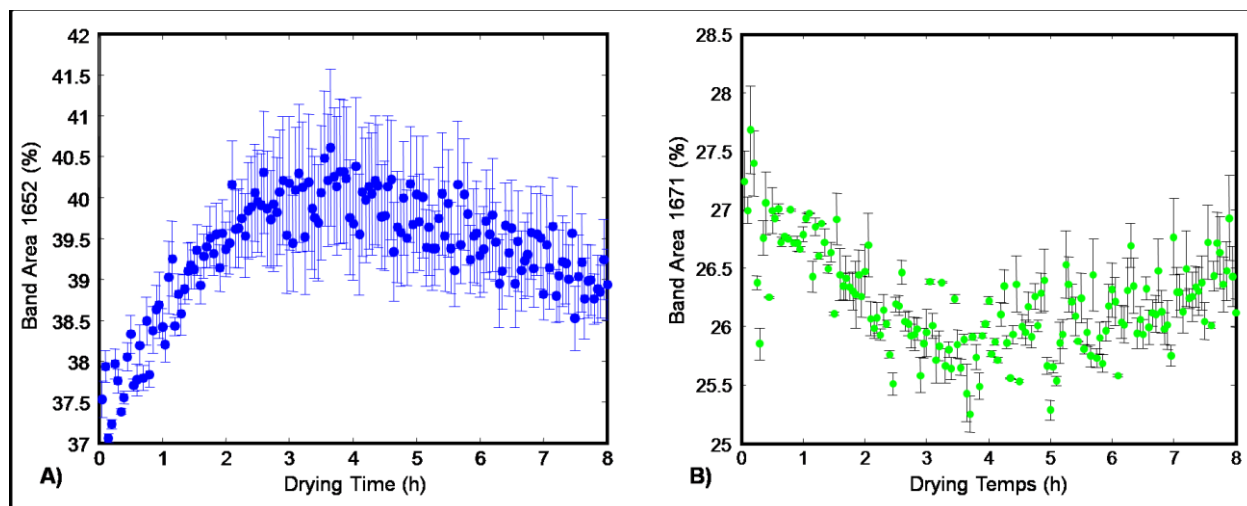 42
41.5
41
40.5
40
39.5
39
38.5
38
37.5
37
Band Area 1652 (%)
0 1 2 3 4 5 6 7 8
A)
Drying Time (h)
28.5
28
27.5
27
26.5
26
25.5
25
Band Area 1671 (%)
0 1 2 3 4 5 6 7 8
B)
Drying Temps (h)